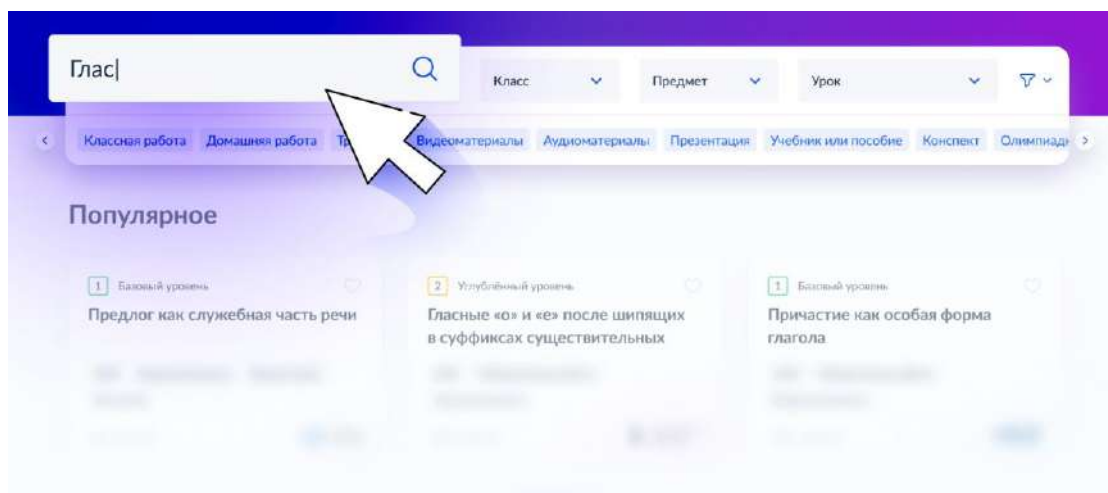 Глас
Класс
Предмет
Урок
Классная работа Домашняя работа Видеоматериалы Аудиоматериалы Презентация Учебник или пособие Конспект
Популярное
1 Базовый уровень
Предлог как служебная часть речи
2 Углублённый уровень
Гласные «о» и «е» после шипящих
в суффиксах существительных
1 Базовый уровень
Причастие как особая форма
глагола